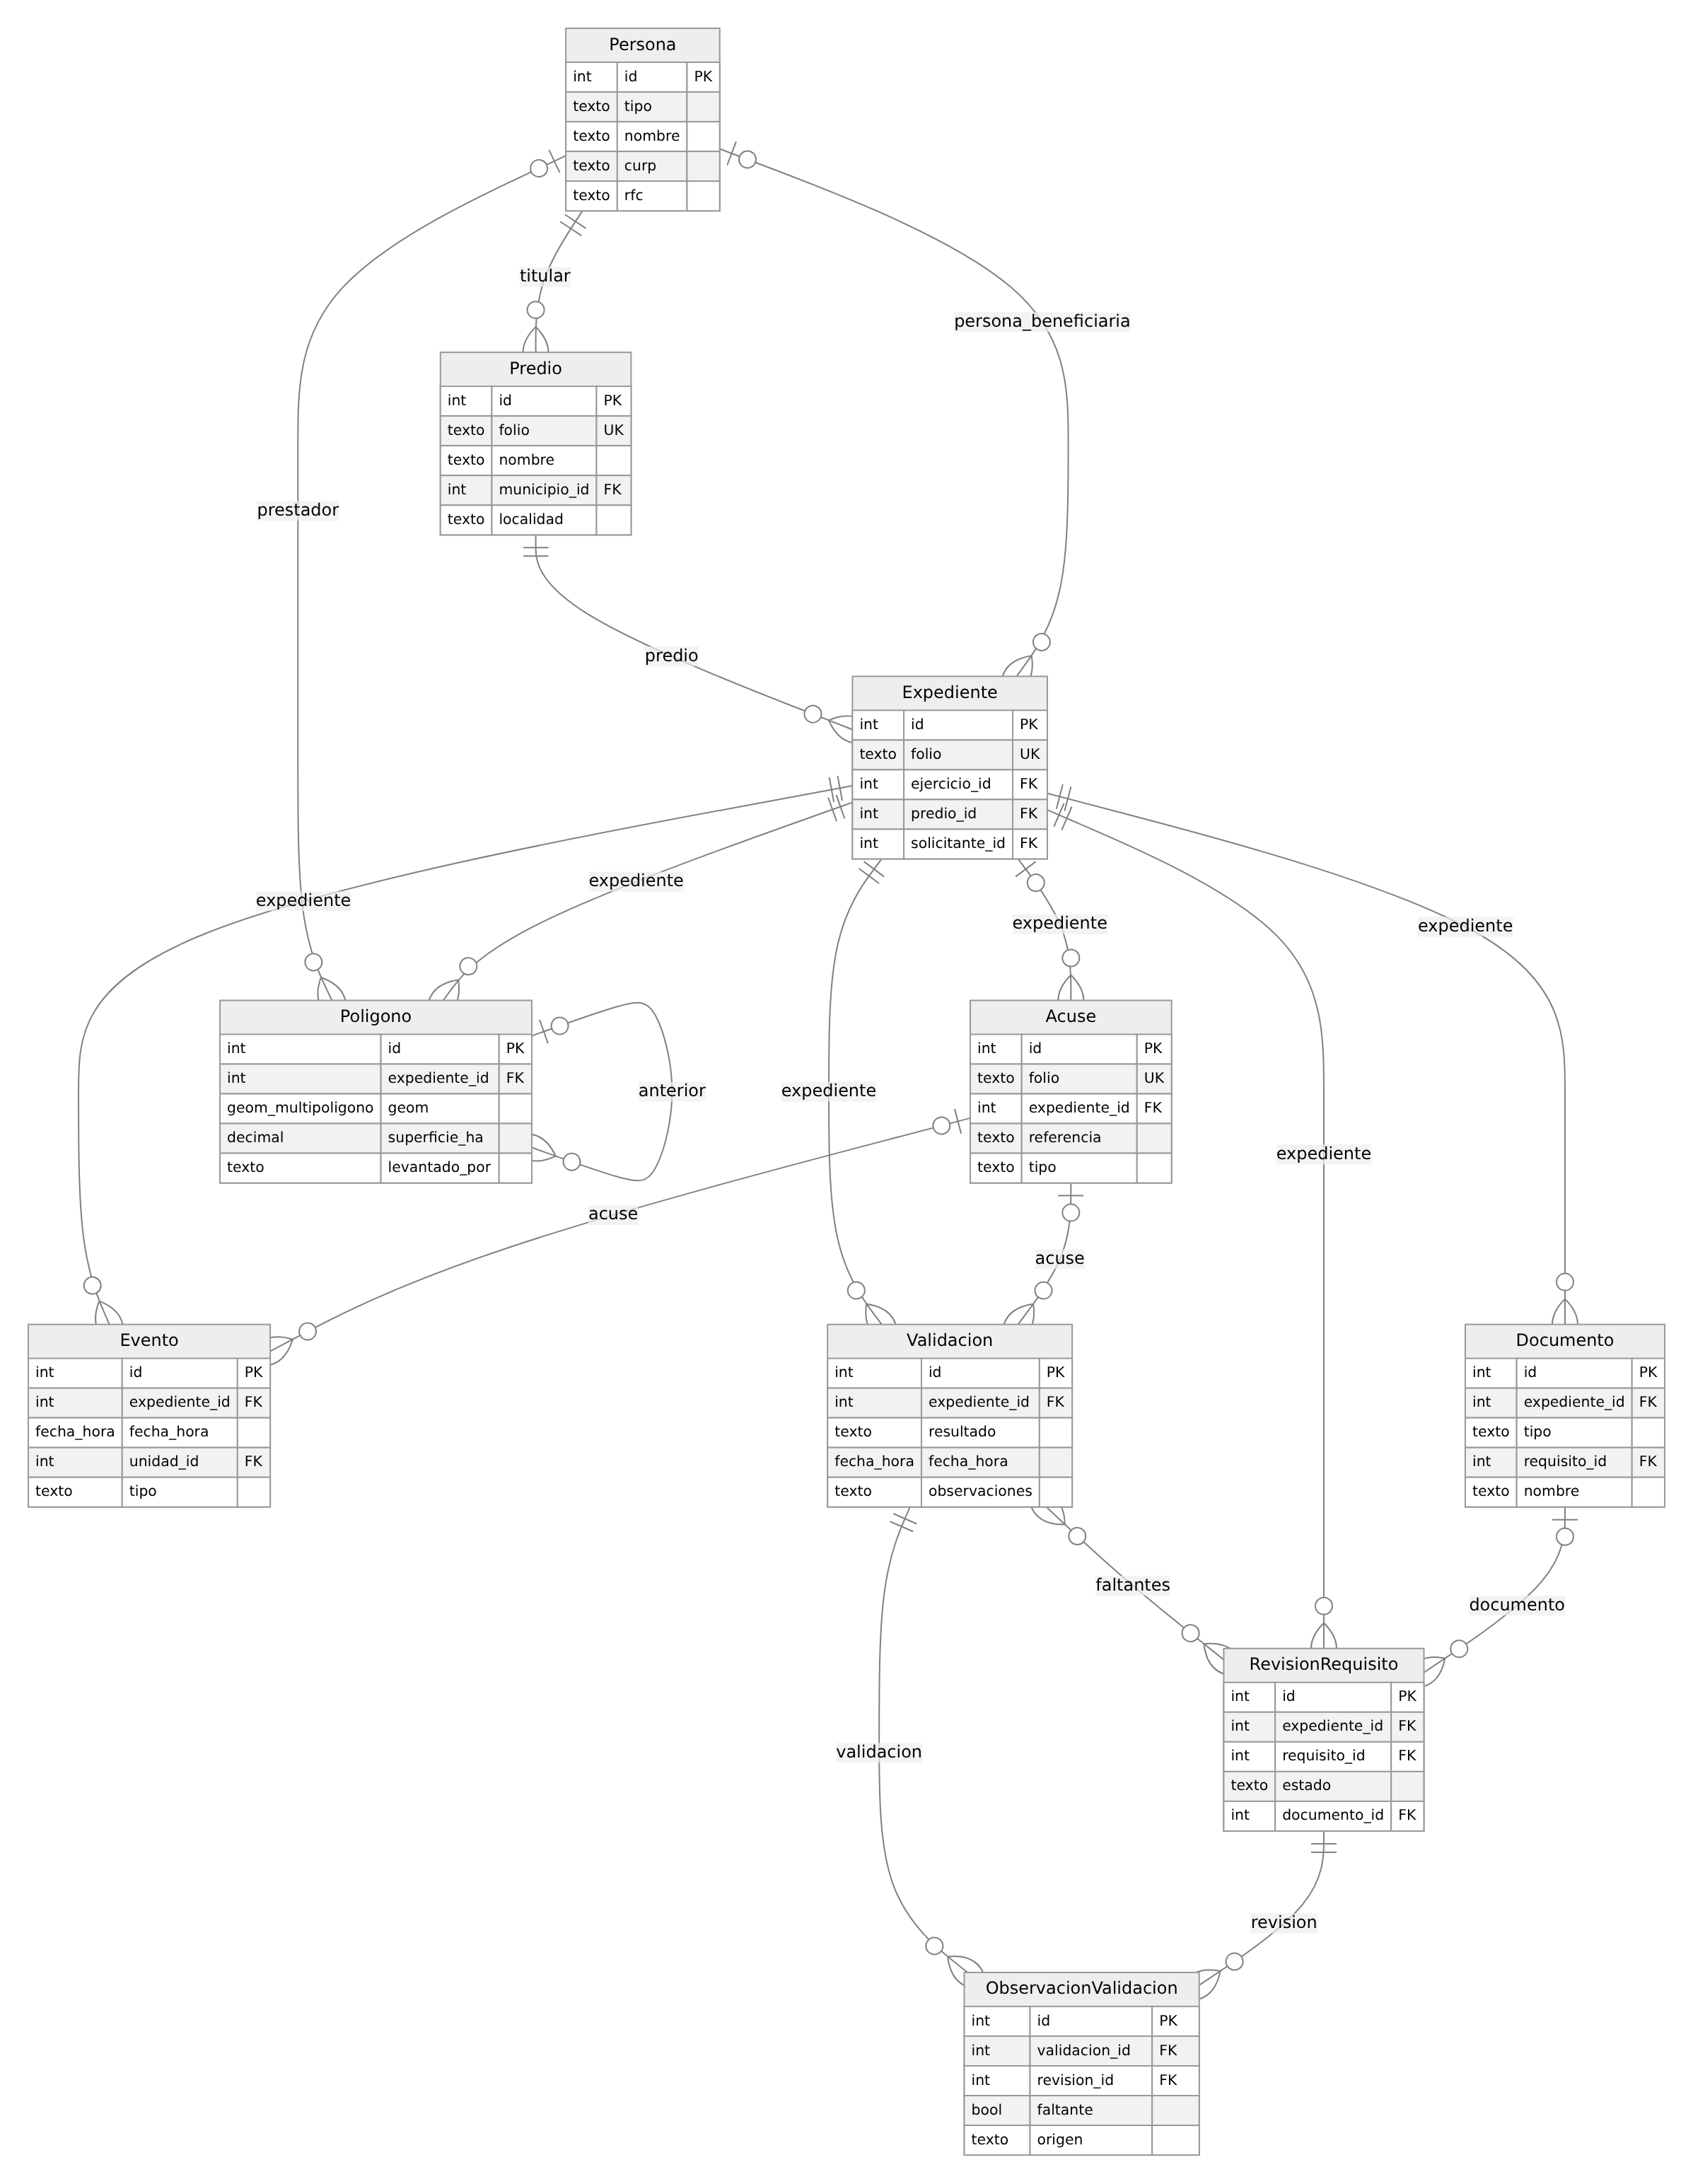 Persona
int id PK
texto tipo
texto nombre
texto curp
texto rfc
titular
persona_beneficiaria
Predio
int id PK
texto folio UK
texto nombre
int municipio_id FK
texto localidad
prestador
predio
Expediente
int id PK
texto folio UK
int ejercicio_id FK
int predio_id FK
int solicitante_id FK
expediente
expediente
expediente
expediente
Poligono
int id PK
int expediente_id FK
geom_multipoligono geom
decimal superficie_ha
texto levantado_por
anterior
expediente
Acuse
int id PK
texto folio UK
int expediente_id FK
texto referencia
texto tipo
expediente
acuse
acuse
Evento
int id PK
int expediente_id FK
fecha_hora fecha_hora
int unidad_id FK
texto tipo
Validacion
int id PK
int expediente_id FK
texto resultado
fecha_hora fecha_hora
texto observaciones
Documento
int id PK
int expediente_id FK
texto tipo
int requisito_id FK
texto nombre
faltantes
documento
RevisionRequisito
int id PK
int expediente_id FK
int requisito_id FK
texto estado
int documento_id FK
validacion
revision
ObservacionValidacion
int id PK
int validacion_id FK
int revision_id FK
bool faltante
texto origen